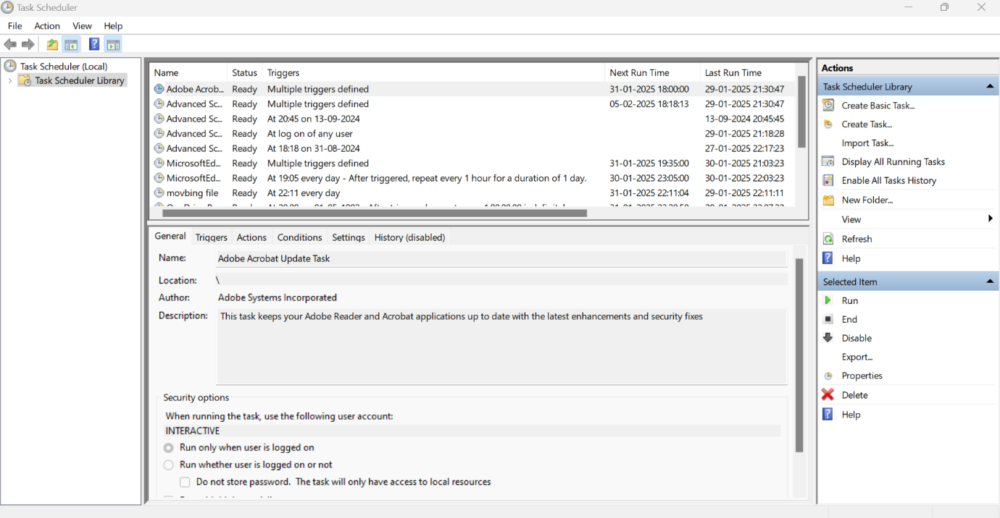 Task Scheduler
File Action View Help
Task Scheduler (Local)
Task Scheduler Library
Name Status Triggers Next Run Time Last Run Time
Adobe Acrob... Ready Multiple triggers defined 31-01-2025 18:00:00 29-01-2025 21:30:47
Advanced Sc... Ready Multiple triggers defined 05-02-2025 18:18:13 29-01-2025 21:30:47
Advanced Sc... Ready At 20:45 on 13-09-2024 13-09-2024 20:45:45
Advanced Sc... Ready At log on of any user 29-01-2025 21:18:28
Advanced Sc... Ready At 18:18 on 31-08-2024 27-01-2025 22:17:23
MicrosoftEd... Ready Multiple triggers defined 31-01-2025 19:35:00 30-01-2025 21:03:23
MicrosoftEd... Ready At 19:05 every day - After triggered, repeat every 1 hour for a duration of 1 day. 30-01-2025 23:05:00 30-01-2025 22:03:23
movbing file Ready At 22:11 every day 31-01-2025 22:11:04 29-01-2025 22:11:11
General Triggers Actions Conditions Settings History (disabled)
Name: Adobe Acrobat Update Task
Location: \
Author: Adobe Systems Incorporated
Description: This task keeps your Adobe Reader and Acrobat applications up to date with the latest enhancements and security fixes
Security options
When running the task, use the following user account:
INTERACTIVE
Run only when user is logged on
Run whether user is logged on or not
Do not store password. The task will only have access to local resources
Actions
Task Scheduler Library
Create Basic Task...
Create Task...
Import Task...
Display All Running Tasks
Enable All Tasks History
New Folder...
View
Refresh
Help
Selected Item
Run
End
Disable
Export...
Properties
Delete
Help